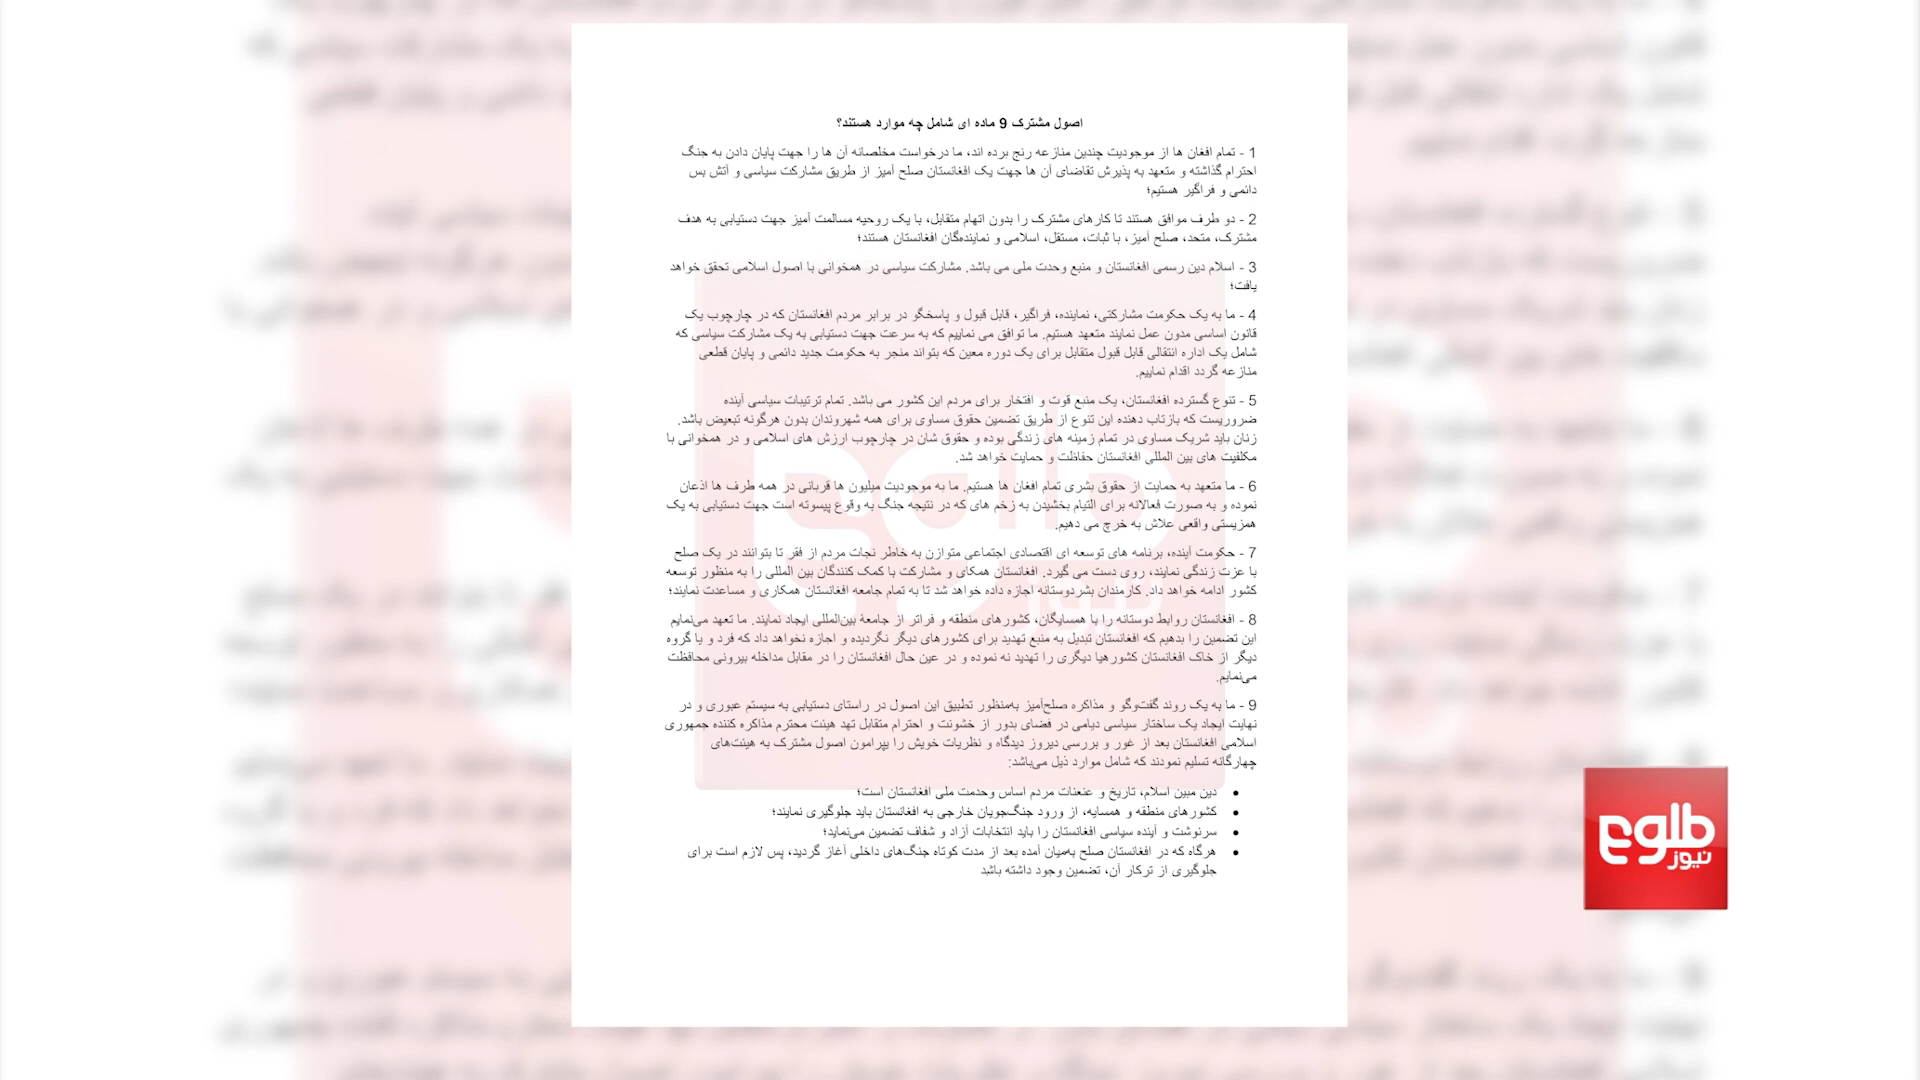 اصول مشترک 9 ماده ای شامل چه موارد هستند؟
1 - تمام افغان ها از موجودیت چندین منازعه رنج برده اند، ما درخواست مخلصانه آن ها را جهت پایان دادن به جنگ
احترام گذاشته و متعهد به پذیرش تقاضای آن ها جهت یک افغانستان صلح آمیز از طریق مشارکت سیاسی و آتش بس
دائمی و فراگیر هستیم؛
2 - دو طرف موافق هستند تا کارهای مشترک را بدون اتهام متقابل، با یک روحیه مسالمت آمیز جهت دستیابی به هدف
مشترک، متحد، صلح آمیز، با ثبات، مستقل، اسلامی و نماینده‌گان افغانستان هستند؛
3 - اسلام دین رسمی افغانستان و منبع وحدت ملی می باشد. مشارکت سیاسی در همخوانی با اصول اسلامی تحقق خواهد
یافت؛
4 - ما به یک حکومت مشارکتی، نماینده، فراگیر، قابل قبول و پاسخگو در برابر مردم افغانستان که در چارچوب یک
قانون اساسی مدون عمل نمایند متعهد هستیم. ما توافق می نماییم که به سرعت جهت دستیابی به یک مشارکت سیاسی که
شامل یک اداره انتقالی قابل قبول متقابل برای یک دوره معین که بتواند منجر به حکومت جدید دائمی و پایان قطعی
منازعه گردد اقدام نماییم.
5 - تنوع گسترده افغانستان، یک منبع قوت و افتخار برای مردم این کشور می باشد. تمام ترتیبات سیاسی آینده
ضروریست که بازتاب دهنده این تنوع از طریق تضمین حقوق مساوی برای همه شهروندان بدون هرگونه تبعیض باشد.
زنان باید شریک مساوی در تمام زمینه های زندگی بوده و حقوق شان در چارچوب ارزش های اسلامی و در همخوانی با
مکلفیت های بین المللی افغانستان حفاظت و حمایت خواهد شد.
6 - ما متعهد به حمایت از حقوق بشری تمام افغان ها هستیم. ما به موجودیت میلیون ها قربانی در همه طرف ها اذعان
نموده و به صورت فعالانه برای التیام بخشیدن به زخم های که در نتیجه جنگ به وقوع پیسوته است جهت دستیابی به یک
همزیستی واقعی علاش به خرچ می دهیم.
7 - حکومت آینده، برنامه های توسعه ای اقتصادی اجتماعی متوازن به خاطر نجات مردم از فقر تا بتوانند در یک صلح
با عزت زندگی نمایند، روی دست می گیرد. افغانستان همکای و مشارکت با کمک کنندگان بین المللی را به منظور توسعه
کشور ادامه خواهد داد. کارمندان بشردوستانه اجازه داده خواهد شد تا به تمام جامعه افغانستان همکاری و مساعدت نمایند؛
8 - افغانستان روابط دوستانه را با همسایگان، کشورهای منطقه و فراتر از جامعهٔ بین‌المللی ایجاد نمایند. ما تعهد می‌نمایم
این تضمین را بدهیم که افغانستان تبدیل به منبع تهدید برای کشورهای دیگر نگردیده و اجازه نخواهد داد که فرد و یا گروه
دیگر از خاک افغانستان کشورهیا دیگری را تهدید نه نموده و در عین حال افغانستان را در مقابل مداخله بیرونی محافظت
می‌نمایم.
9 - ما به یک روند گفت‌وگو و مذاکره صلح‌آمیز به‌منظور تطبیق این اصول در راستای دستیابی به سیستم عبوری و در
نهایت ایجاد یک ساختار سیاسی دیامی در فضای بدور از خشونت و احترام متقابل تهد هیئت محترم مذاکره کننده جمهوری
اسلامی افغانستان بعد از غور و بررسی دیروز دیدگاه و نظریات خویش را پیرامون اصول مشترک به هیئت‌های
چهارگانه تسلیم نمودند که شامل موارد ذیل می‌باشد:
• دین مبین اسلام، تاریخ و عنعنات مردم اساس وحدمت ملی افغانستان است؛
• کشورهای منطقه و همسایه، از ورود جنگ‌جویان خارجی به افغانستان باید جلوگیری نمایند؛
• سرنوشت و آینده سیاسی افغانستان را باید انتخابات آزاد و شفاف تضمین می‌نماید؛
• هرگاه که در افغانستان صلح به‌میان آمده بعد از مدت کوتاه جنگ‌های داخلی آغاز گردید، پس لازم است برای
جلوگیری از ترکار آن، تضمین وجود داشته باشد
طلوع
نیوز